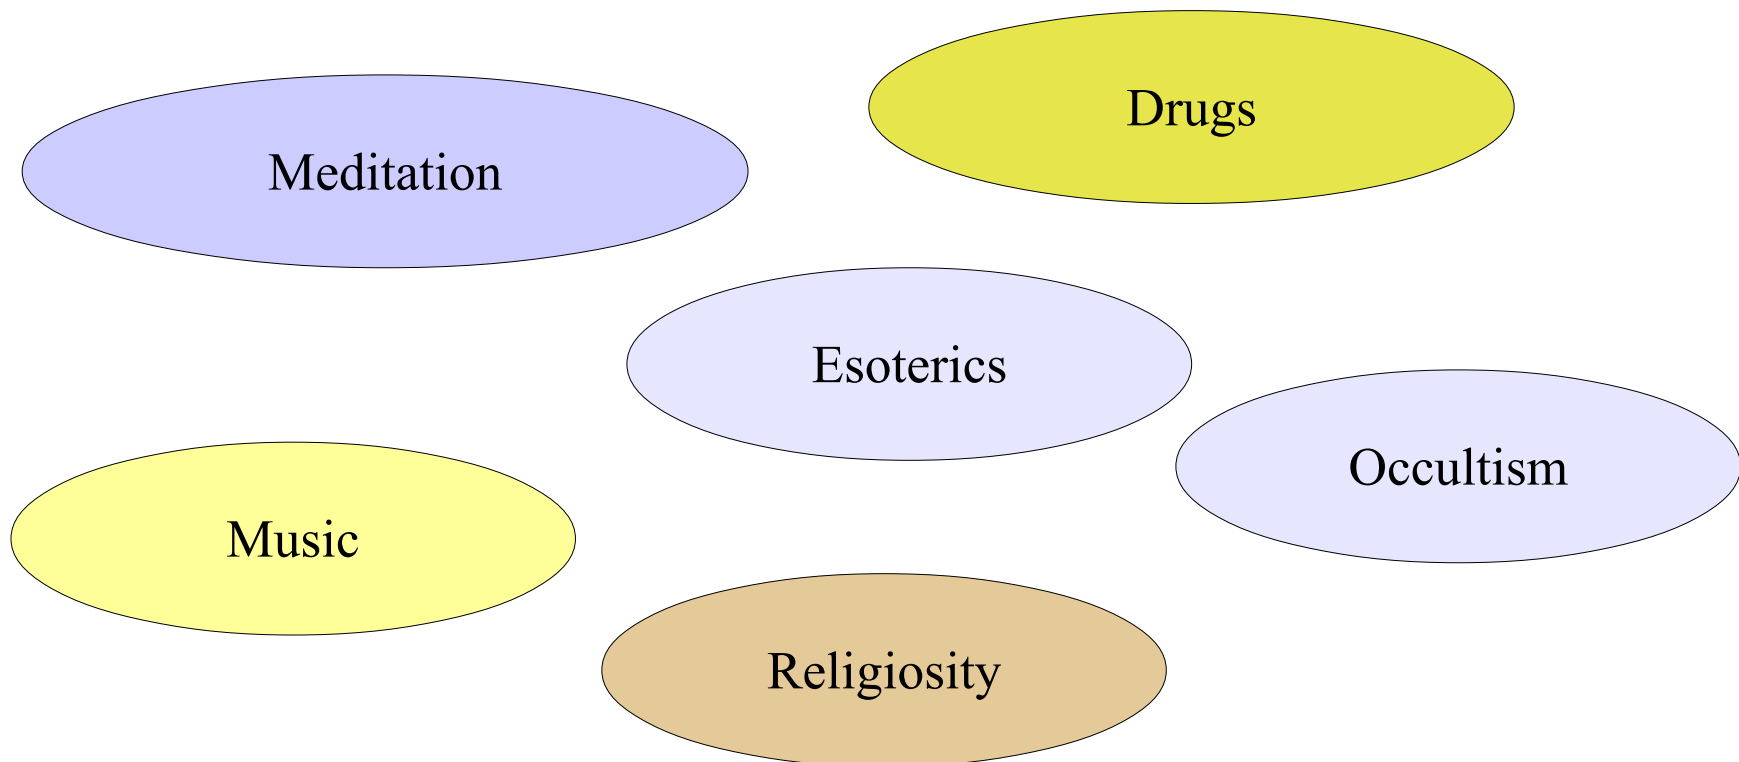 Drugs
Meditation
Esoterics
Occultism
Music
Religiosity